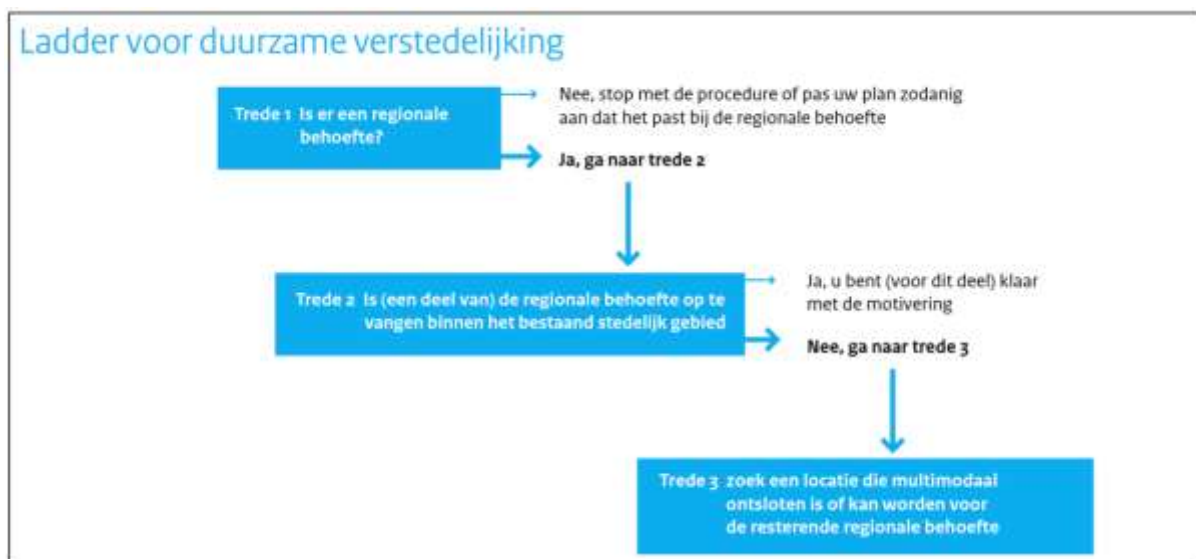 Ladder voor duurzame verstedelijking
Trede 1 Is er een regionale
behoefte?
Nee, stop met de procedure of pas uw plan zodanig
aan dat het past bij de regionale behoefte
Ja, ga naar trede 2
Trede 2 Is (een deel van) de regionale behoefte op te
vangen binnen het bestaand stedelijk gebied
Ja, u bent (voor dit deel) klaar
met de motivering
Nee, ga naar trede 3
Trede 3 zoek een locatie die multimodaal
ontsloten is of kan worden voor
de resterende regionale behoefte